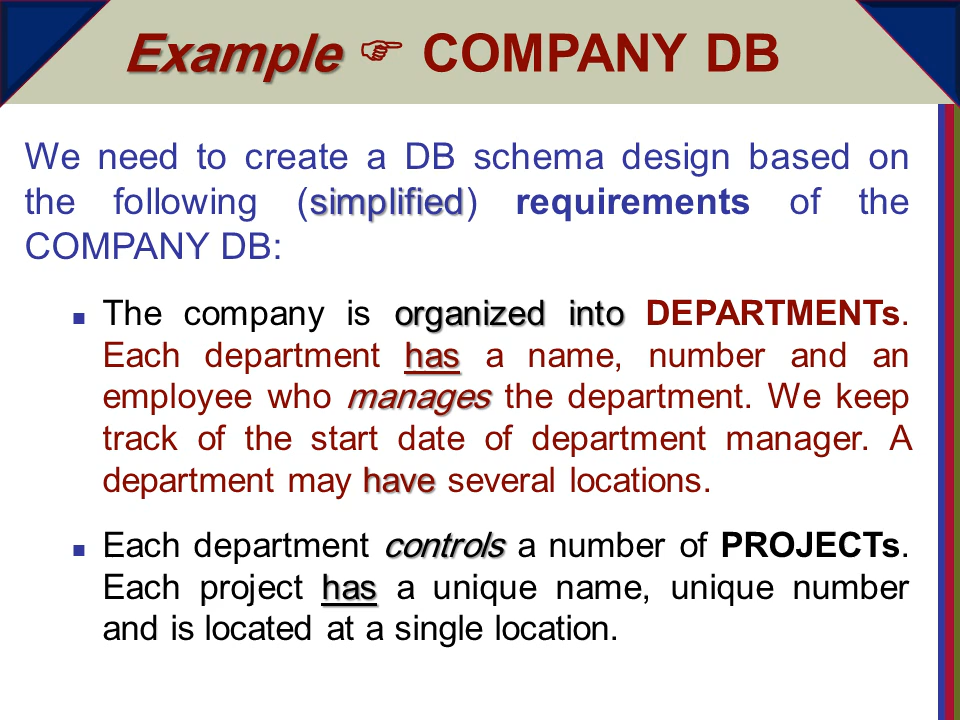 Example ☞ COMPANY DB
We need to create a DB schema design based on
the following (simplified) requirements of the
COMPANY DB:
The company is organized into DEPARTMENTs.
Each department has a name, number and an
employee who manages the department. We keep
track of the start date of department manager. A
department may have several locations.
Each department controls a number of PROJECTs.
Each project has a unique name, unique number
and is located at a single location.